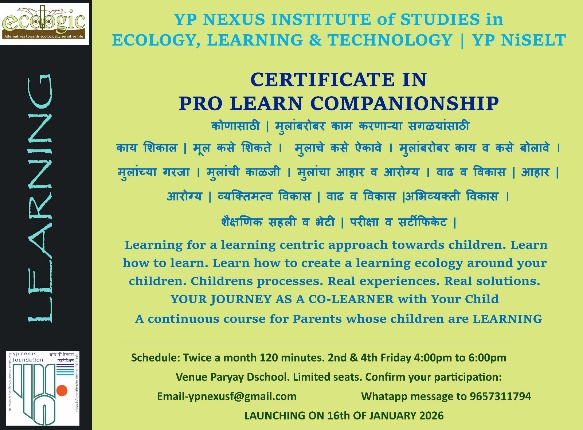 ecologic
YP NEXUS INSTITUTE of STUDIES in
ECOLOGY, LEARNING & TECHNOLOGY | YP NiSELT
LEARNING
CERTIFICATE IN
PRO LEARN COMPANIONSHIP
कोणासाठी | मुलांबरोबर काम करणाऱ्या सगळयांसाठी
काय शिकाल | मूल कसे शिकते । मुलाचे कसे ऐकावे । मुलांबरोबर काय व कसे बोलावे ।
मुलांच्या गरजा । मुलांची काळजी । मुलांचा आहार व आरोग्य । वाढ व विकास | आहार |
आरोग्य | व्यक्तिमत्व विकास | वाढ व विकास |अभिव्यक्ती विकास ।
शैक्षणिक सहली व भेटी | परीक्षा व सर्टीफिकेट |
Learning for a learning centric approach towards children. Learn
how to learn. Learn how to create a learning ecology around your
children. Childrens processes. Real experiences. Real solutions.
YOUR JOURNEY AS A CO-LEARNER with Your Child
A continuous course for Parents whose children are LEARNING
yp nexus
foundation
Schedule: Twice a month 120 minutes. 2nd & 4th Friday 4:00pm to 6:00pm
Venue Paryay Dschool. Limited seats. Confirm your participation:
Email-ypnexusf@gmail.com Whatapp message to 9657311794
LAUNCHING ON 16th OF JANUARY 2026